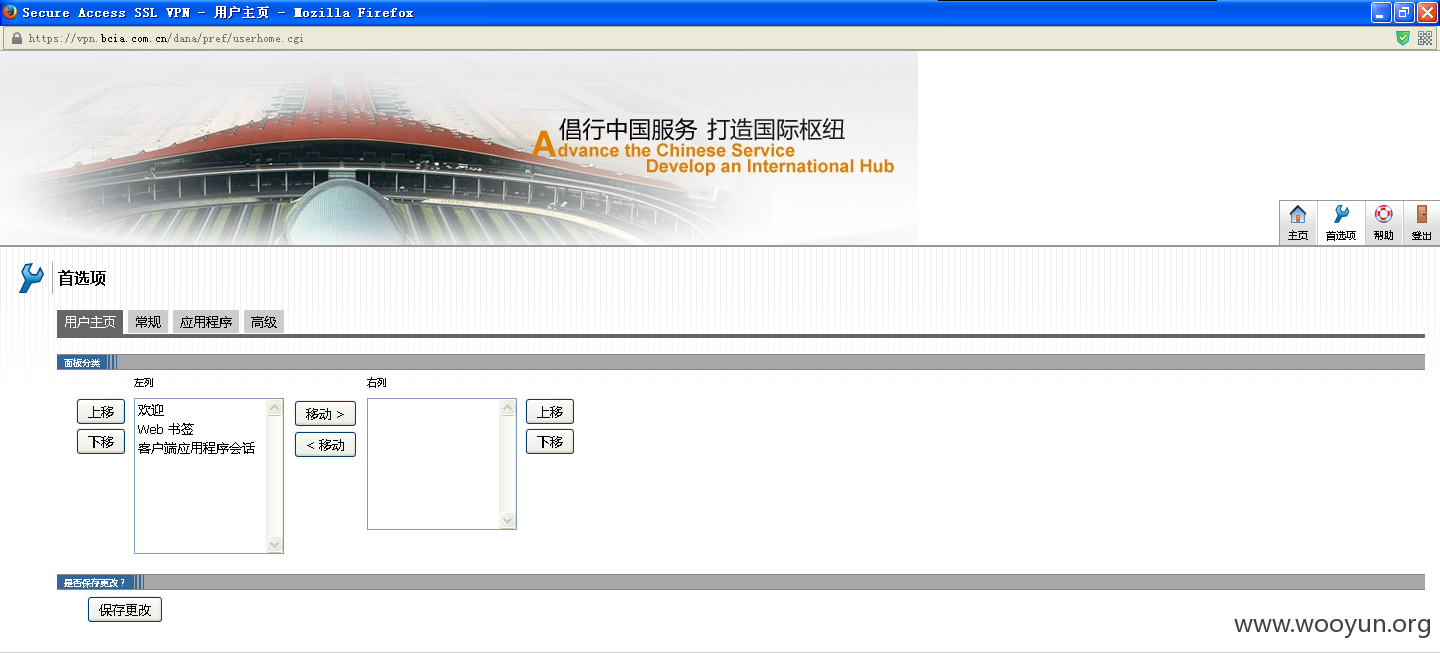 Secure Access SSL VPN - 用户主页 - Mozilla Firefox
https://vpn.bcia.com.cn/dana/pref/userhome.cgi
倡行中国服务 打造国际枢纽
Advance the Chinese Service
Develop an International Hub
主页 首选项 帮助 登出
首选项
用户主页 常规 应用程序 高级
面板分类
左列 右列
上移 欢迎 移动 > 上移
下移 Web 书签 < 移动 下移
客户端应用程序会话
是否保存更改？
保存更改
www.wooyun.org